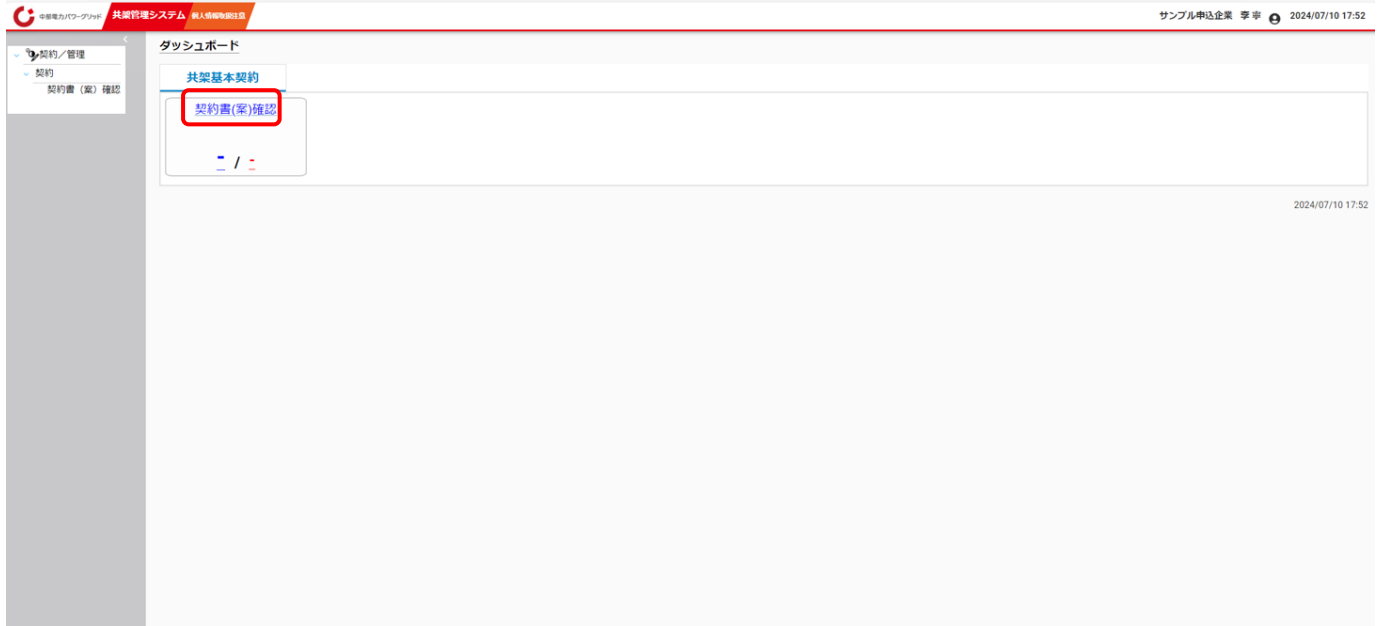 中部電力パワーグリッド 共架管理システム 個人情報取扱注意 サンプル申込企業 李 宰 2024/07/10 17:52
契約／管理
契約
契約書（案）確認
ダッシュボード
共架基本契約
契約書(案)確認
- / -
2024/07/10 17:52